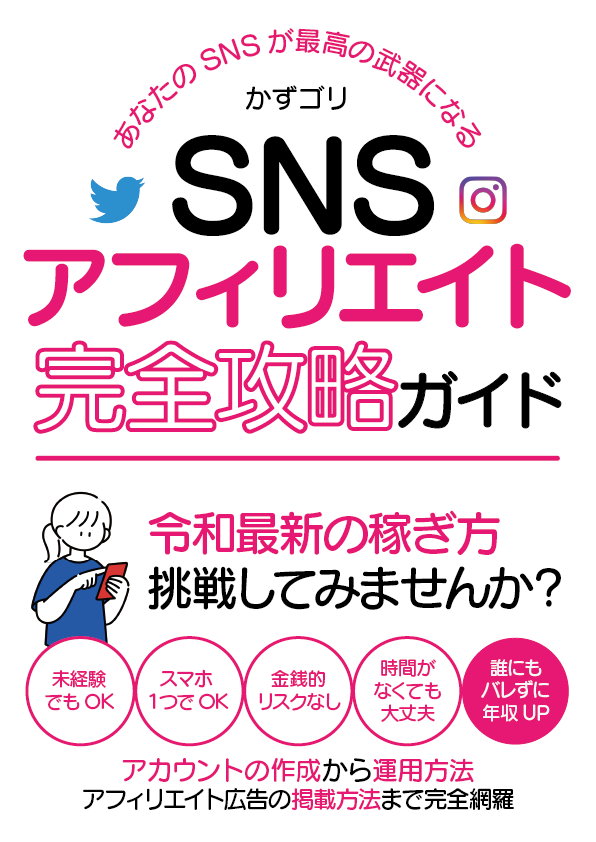 あなたのSNSが最高の武器になる
かずゴリ
SNS
アフィリエイト
完全攻略ガイド
令和最新の稼ぎ方
挑戦してみませんか?
未経験
でもOK
スマホ
1つでOK
金銭的
リスクなし
時間が
なくても
大丈夫
誰にも
バレずに
年収UP
アカウントの作成から運用方法
アフィリエイト広告の掲載方法まで完全網羅